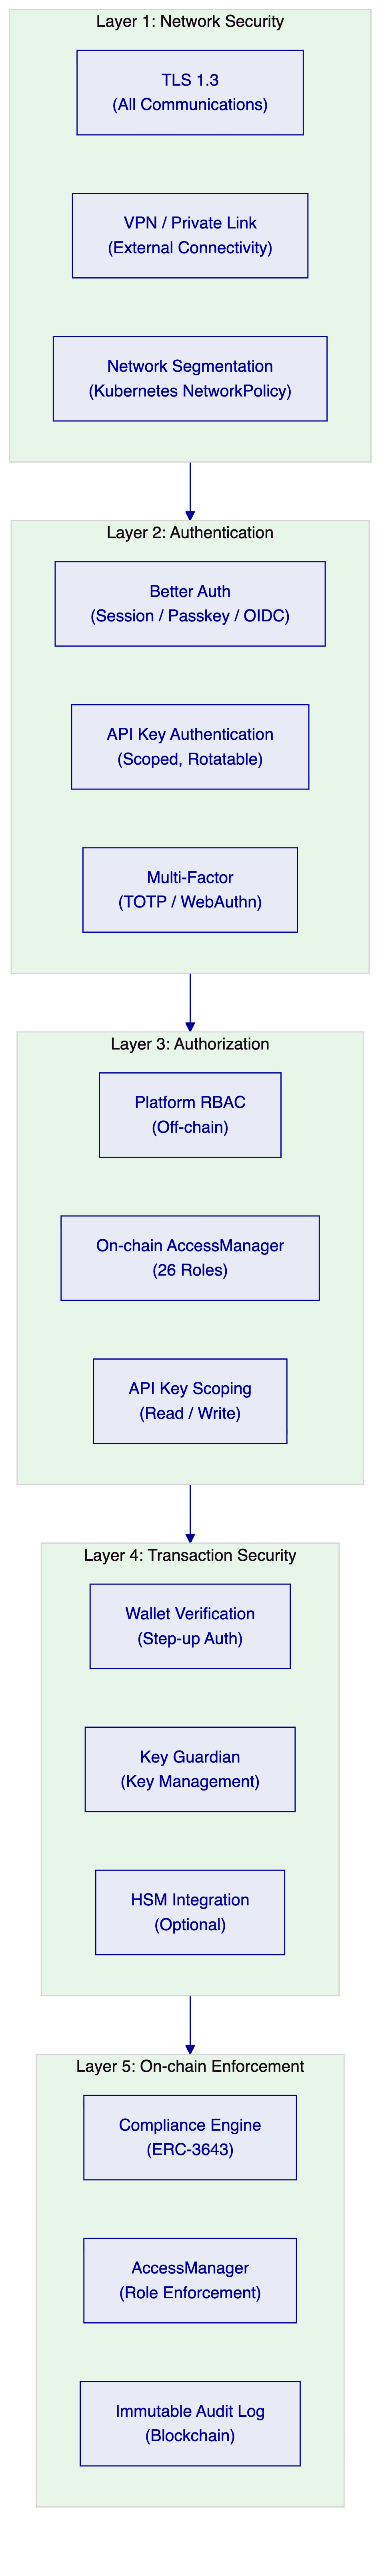 Layer 1: Network Security
TLS 1.3
(All Communications)
VPN / Private Link
(External Connectivity)
Network Segmentation
(Kubernetes NetworkPolicy)
Layer 2: Authentication
Better Auth
(Session / Passkey / OIDC)
API Key Authentication
(Scoped, Rotatable)
Multi-Factor
(TOTP / WebAuthn)
Layer 3: Authorization
Platform RBAC
(Off-chain)
On-chain AccessManager
(26 Roles)
API Key Scoping
(Read / Write)
Layer 4: Transaction Security
Wallet Verification
(Step-up Auth)
Key Guardian
(Key Management)
HSM Integration
(Optional)
Layer 5: On-chain Enforcement
Compliance Engine
(ERC-3643)
AccessManager
(Role Enforcement)
Immutable Audit Log
(Blockchain)